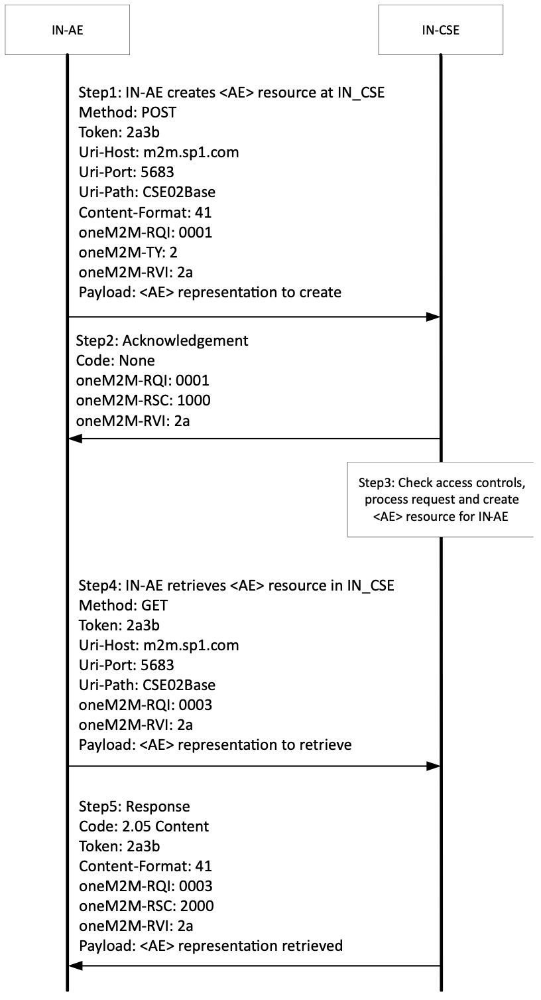 IN-AE
IN-CSE
Step1: IN-AE creates <AE> resource at IN_CSE
Method: POST
Token: 2a3b
Uri-Host: m2m.sp1.com
Uri-Port: 5683
Uri-Path: CSE02Base
Content-Format: 41
oneM2M-RQI: 0001
oneM2M-TY: 2
oneM2M-RVI: 2a
Payload: <AE> representation to create
Step2: Acknowledgement
Code: None
oneM2M-RQI: 0001
oneM2M-RSC: 1000
oneM2M-RVI: 2a
Step3: Check access controls,
process request and create
<AE> resource for IN-AE
Step4: IN-AE retrieves <AE> resource in IN_CSE
Method: GET
Token: 2a3b
Uri-Host: m2m.sp1.com
Uri-Port: 5683
Uri-Path: CSE02Base
oneM2M-RQI: 0003
oneM2M-RVI: 2a
Payload: <AE> representation to retrieve
Step5: Response
Code: 2.05 Content
Token: 2a3b
Content-Format: 41
oneM2M-RQI: 0003
oneM2M-RSC: 2000
oneM2M-RVI: 2a
Payload: <AE> representation retrieved